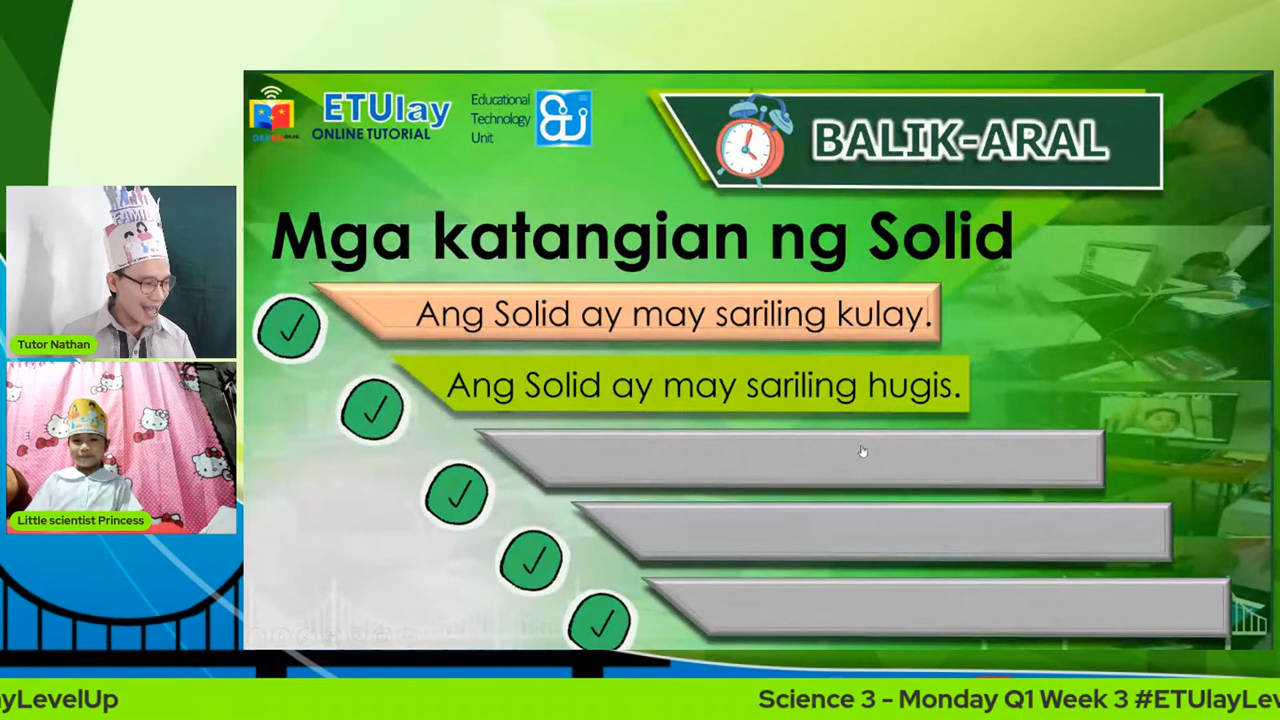 ETUlay
ONLINE TUTORIAL
Educational
Technology
Unit
BALIK-ARAL
Mga katangian ng Solid
Ang Solid ay may sariling kulay.
Ang Solid ay may sariling hugis.
Tutor Nathan
Little scientist Princess
ayLevelUp
Science 3 - Monday Q1 Week 3 #ETUlayLev